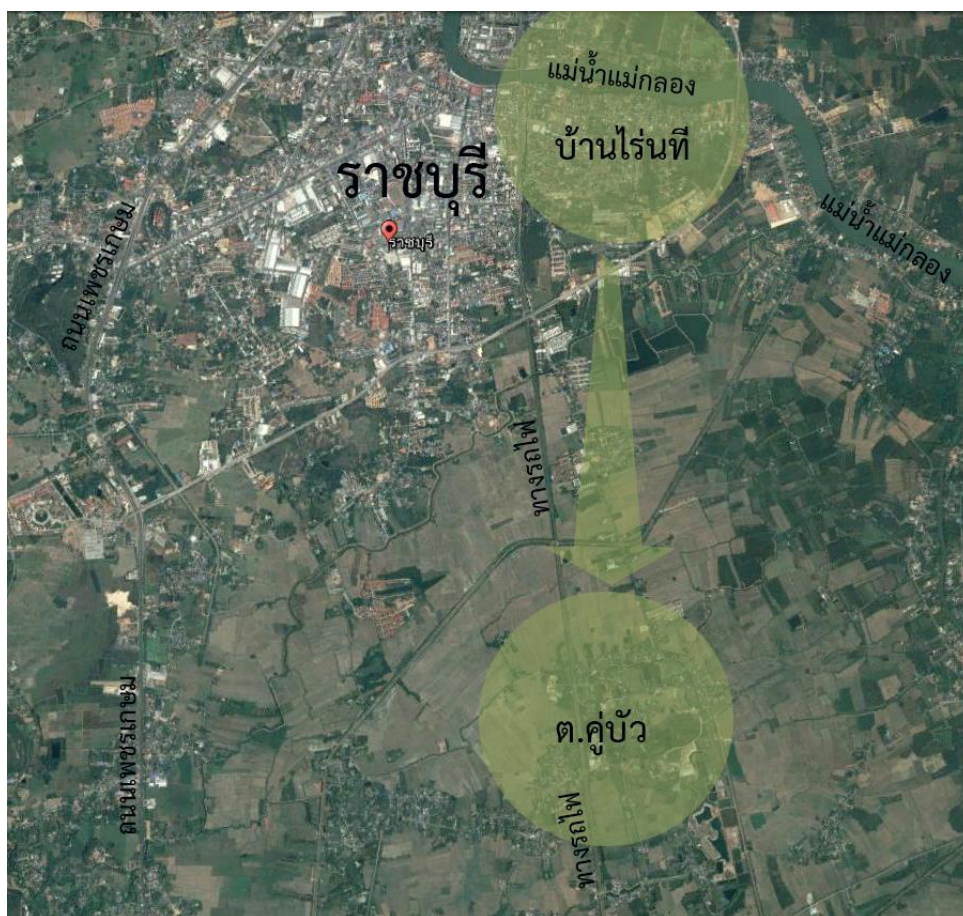 แม่น้ำแม่กลอง
บ้านไร่นที
ราชบุรี
ราชบุรี
แม่น้ำแม่กลอง
ถนนเพชรเกษม
ทางรถไฟ
ต.คูบัว
ถนนเพชรเกษม
ทางรถไฟ